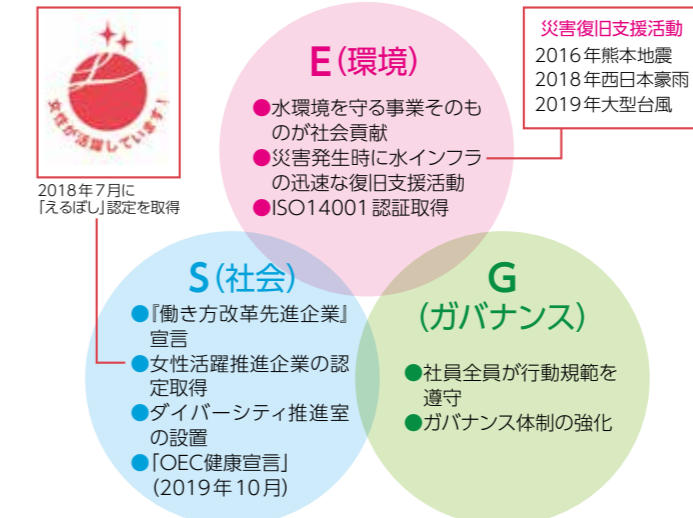 女性が活躍しています!
2018年7月に
「えるぼし」認定を取得
E(環境)
●水環境を守る事業そのも
のが社会貢献
●災害発生時に水インフラ
の迅速な復旧支援活動
●ISO14001認証取得
災害復旧支援活動
2016年熊本地震
2018年西日本豪雨
2019年大型台風
S(社会)
●『働き方改革先進企業』
宣言
●女性活躍推進企業の認
定取得
●ダイバーシティ推進室
の設置
●「OEC健康宣言」
(2019年10月)
G
(ガバナンス)
●社員全員が行動規範を
遵守
●ガバナンス体制の強化